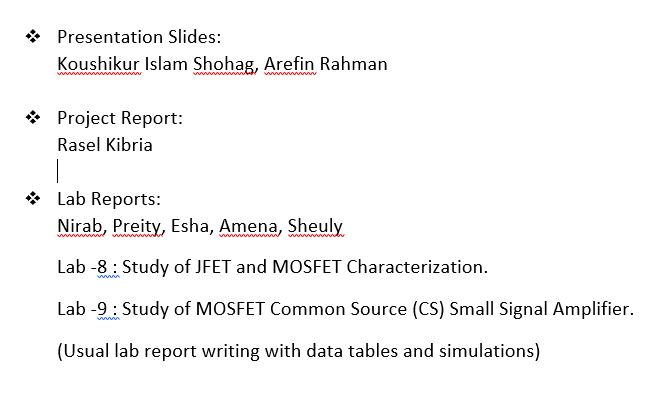 ❖ Presentation Slides:
Koushikur Islam Shohag, Arefin Rahman
❖ Project Report:
Rasel Kibria
❖ Lab Reports:
Nirab, Preity, Esha, Amena, Sheuly
Lab -8 : Study of JFET and MOSFET Characterization.
Lab -9 : Study of MOSFET Common Source (CS) Small Signal Amplifier.
(Usual lab report writing with data tables and simulations)